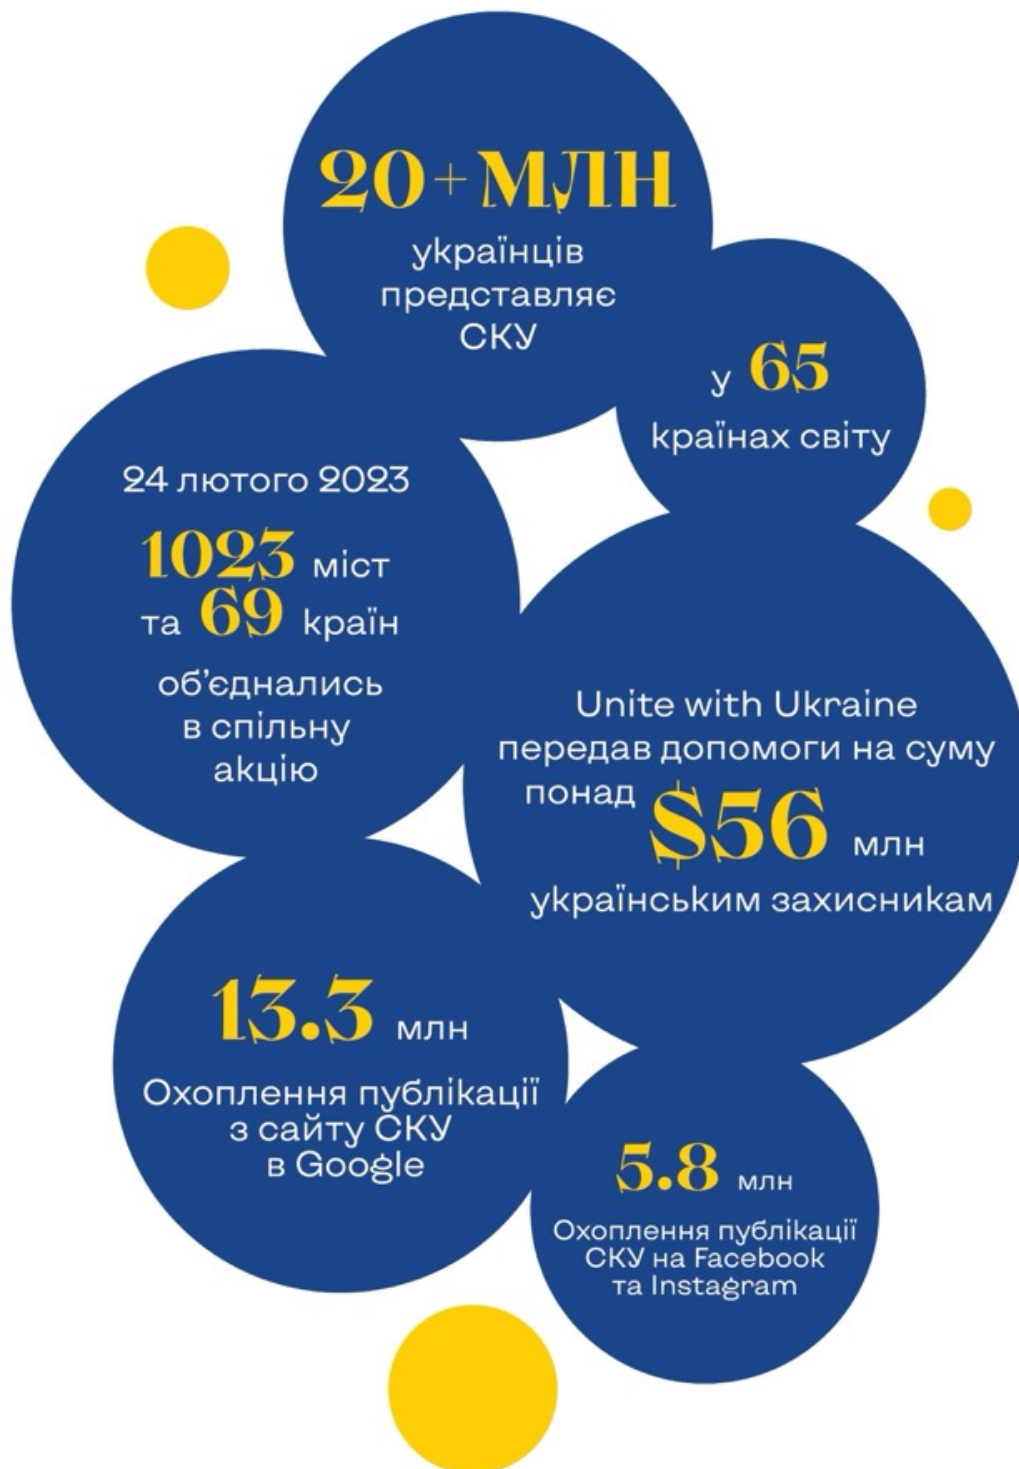 20+ МЛН
українців
представляє
СКУ
у 65
країнах світу
24 лютого 2023
1023 міст
та 69 країн
об’єднались
в спільну
акцію
Unite with Ukraine
передав допомоги на суму
понад $56 млн
українським захисникам
13.3 млн
Охоплення публікації
з сайту СКУ
в Google
5.8 млн
Охоплення публікації
СКУ на Facebook
та Instagram